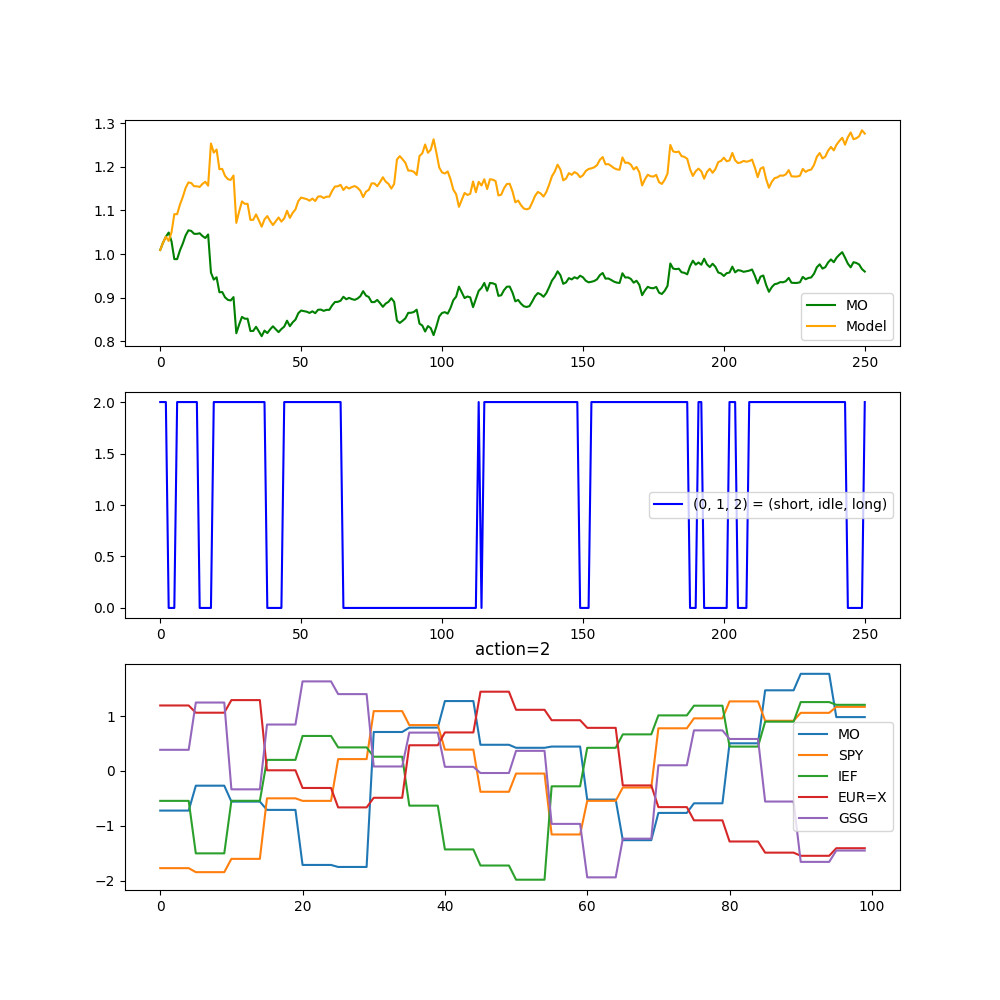 1.3
1.2
1.1
1.0
0.9
0.8
MO
Model
0 50 100 150 200 250
2.0
1.5
1.0
0.5
0.0
(0, 1, 2) = (short, idle, long)
0 50 100 150 200 250
action=2
1
0
−1
−2
MO
SPY
IEF
EUR=X
GSG
0 20 40 60 80 100